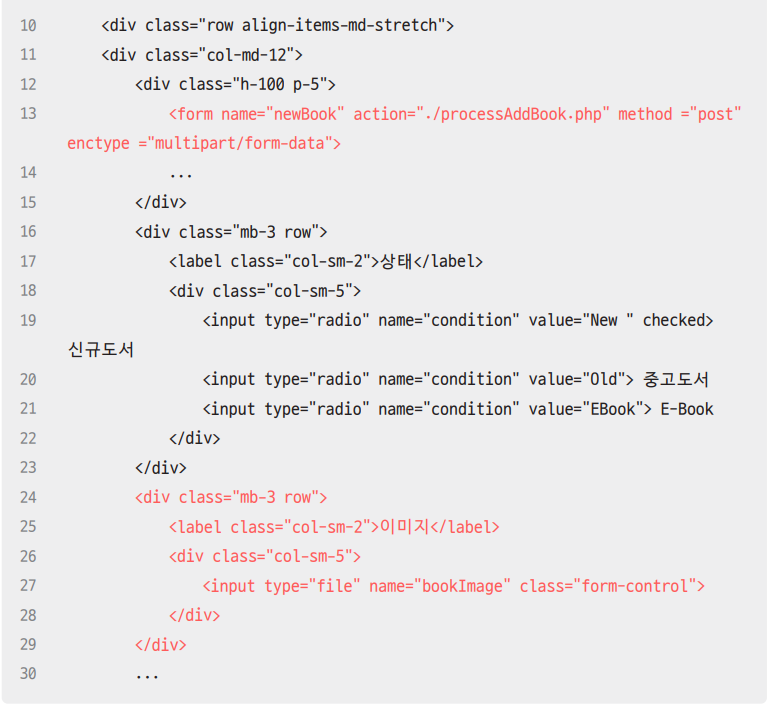 10 <div class="row align-items-md-stretch">
11 <div class="col-md-12">
12 <div class="h-100 p-5">
13 <form name="newBook" action="./processAddBook.php" method ="post"
enctype ="multipart/form-data">
14 ...
15 </div>
16 <div class="mb-3 row">
17 <label class="col-sm-2">상태</label>
18 <div class="col-sm-5">
19 <input type="radio" name="condition" value="New " checked>
신규도서
20 <input type="radio" name="condition" value="Old"> 중고도서
21 <input type="radio" name="condition" value="EBook"> E-Book
22 </div>
23 </div>
24 <div class="mb-3 row">
25 <label class="col-sm-2">이미지</label>
26 <div class="col-sm-5">
27 <input type="file" name="bookImage" class="form-control">
28 </div>
29 </div>
30 ...